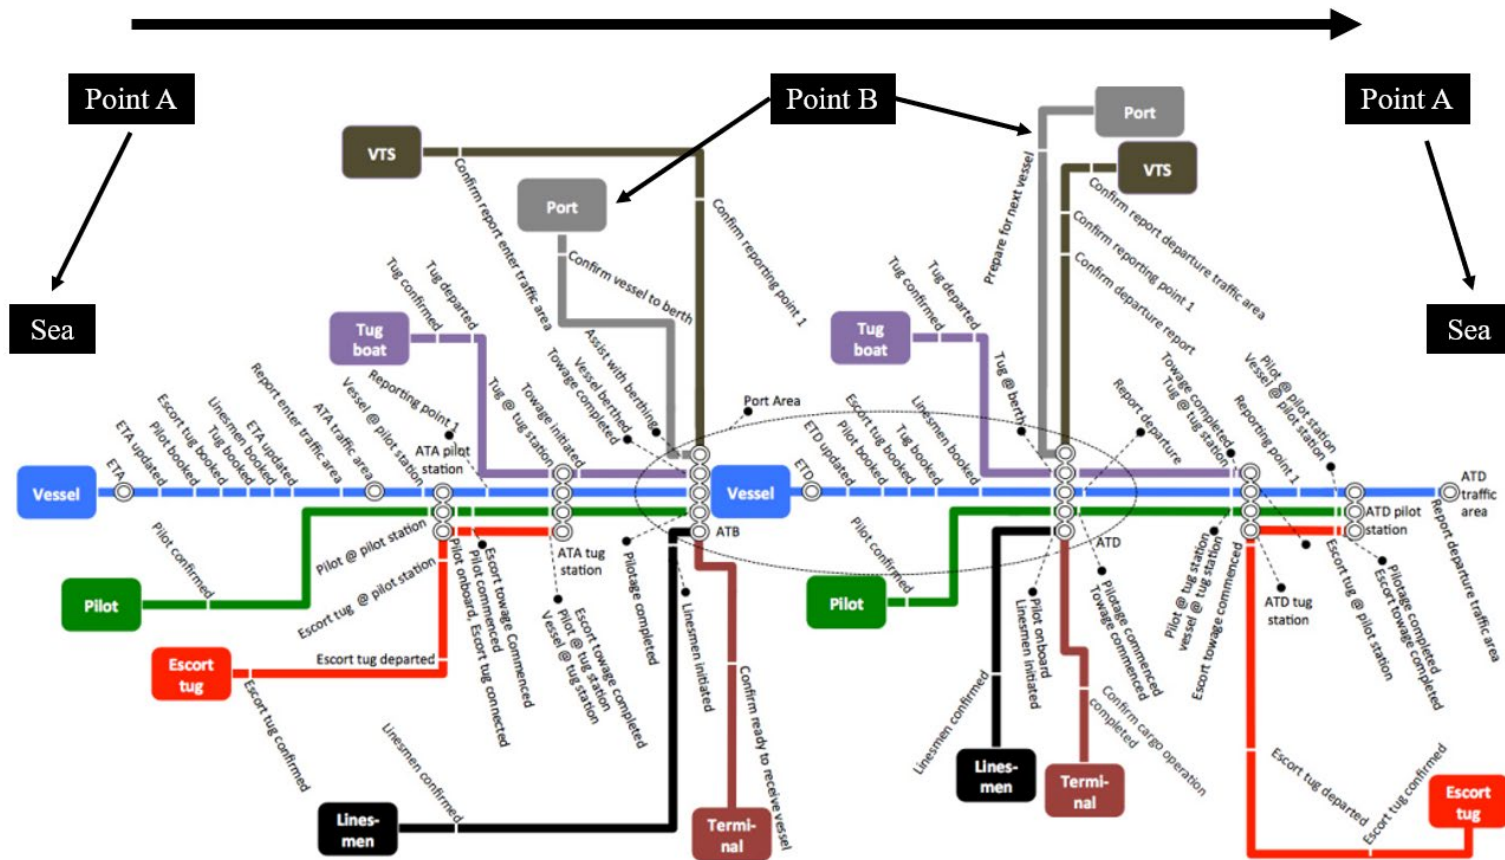 Point A
Point B
Point A
Sea
Sea
VTS
Port
Port
VTS
Tug
boat
Tug
boat
Vessel
Vessel
Pilot
Pilot
Escort
tug
Escort
tug
Lines-
men
Lines-
men
Termi-
nal
Termi-
nal
Confirm report enter traffic area
Confirm reporting point 1
Confirm vessel to berth
Tug confirmed
Tug departed
Assist with berthing
Vessel berthed
Towage completed
Towage initiated
Tug @ tug station
Reporting point 1
ATA pilot
station
Vessel @ pilot station
ATA traffic area
Report enter traffic area
ETA updated
Linesmen booked
Tug booked
Escort tug booked
Pilot booked
ETA updated
ETA
Port Area
ATB
ATA tug
station
Pilot confirmed
Pilot @ pilot station
Escort tug @ pilot station
Escort tug departed
Escort tug confirmed
Escort towage Commenced
Pilot commenced
Pilot onboard, Escort tug connected
Escort towage completed
Pilot @ tug station
Vessel @ tug station
Pilotage completed
Linesmen initiated
Linesmen confirmed
Confirm ready to receive vessel
Prepare for next vessel
Confirm report departure traffic area
Confirm reporting point 1
Confirm departure report
Tug confirmed
Tug departed
Tug @ berth
Report departure
ETD
ETD updated
Pilot booked
Escort tug booked
Tug booked
Linesmen booked
Towage completed
Tug @ tug station
Reporting point 1
Pilot @ pilot station
Vessel @ pilot station
ATD
traffic
area
ATD pilot
station
Report departure traffic area
ATD
ATD tug
station
Pilot confirmed
Linesmen confirmed
Pilot onboard
Linesmen initiated
Pilotage commenced
Towage commenced
Confirm cargo operation
completed
Pilot @ tug station
vessel @ tug station
Escort towage commenced
Escort tug @ pilot station
Pilotage completed
Escort towage completed
Escort tug departed
Escort tug confirmed